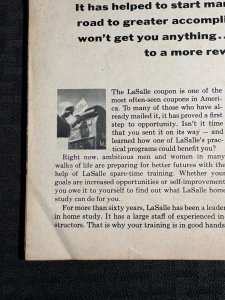 It has helped to start ma
road to greater accompli
won't get you anything...
to a more rev
The LaSalle coupon is one of the
most often-seen coupons in Ameri-
ca. To many of those who have al-
ready mailed it, it has proved a first
step to opportunity. Isn't it time
that you sent it on its way — and
learned how one of LaSalle's prac-
tical programs could benefit you?
Right now, ambitious men and women in many
walks of life are preparing for better futures with the
help of LaSalle spare-time training. Whether your
goals are increased opportunities or self-improvement
you owe it to yourself to find out what LaSalle home
study can do for you.
For more than sixty years, LaSalle has been a leader
in home study. It has a large staff of experienced in
structors. That is why your training is in good hands